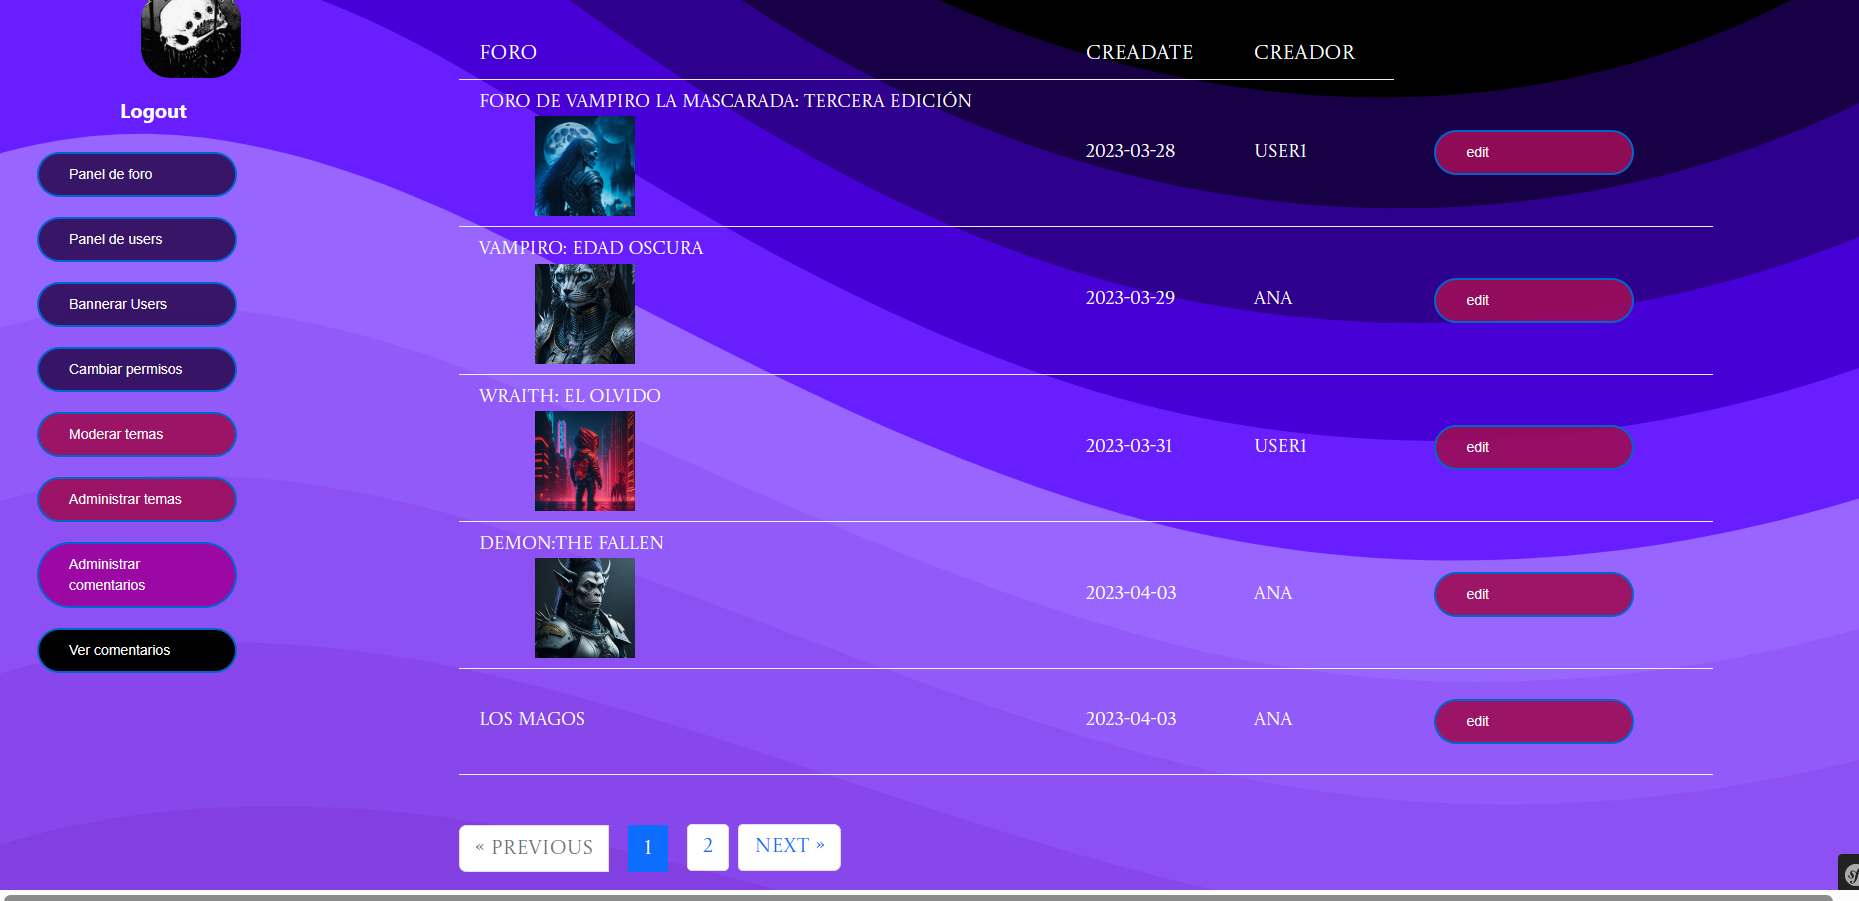 Logout
Panel de foro
Panel de users
Bannerar Users
Cambiar permisos
Moderar temas
Administrar temas
Administrar
comentarios
Ver comentarios
FORO CREADATE CREADOR
FORO DE VAMPIRO LA MASCARADA: TERCERA EDICIÓN
2023-03-28 USER1 edit
VAMPIRO: EDAD OSCURA
2023-03-29 ANA edit
WRAITH: EL OLVIDO
2023-03-31 USER1 edit
DEMON:THE FALLEN
2023-04-03 ANA edit
LOS MAGOS 2023-04-03 ANA edit
« PREVIOUS 1 2 NEXT »
sf